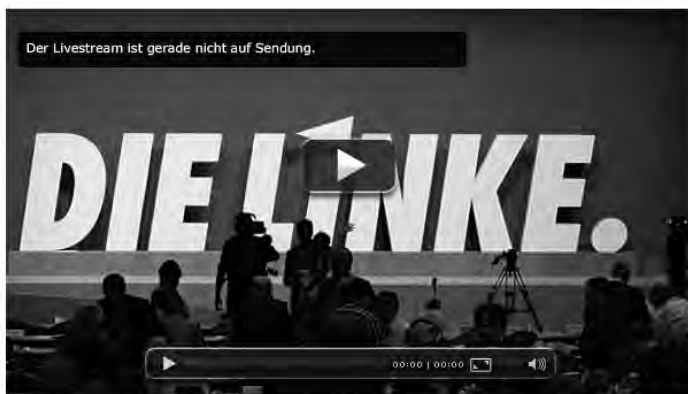 Der Livestream ist gerade nicht auf Sendung.
DIE LINKE.
00:00 | 00:00